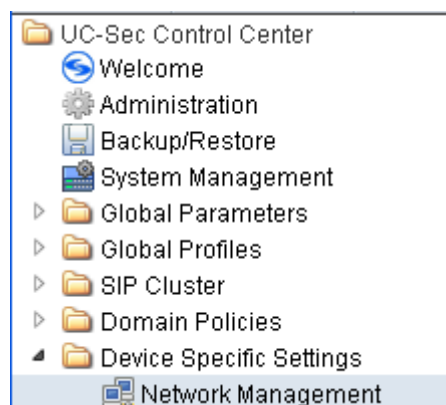 UC-Sec Control Center
Welcome
Administration
Backup/Restore
System Management
Global Parameters
Global Profiles
SIP Cluster
Domain Policies
Device Specific Settings
Network Management